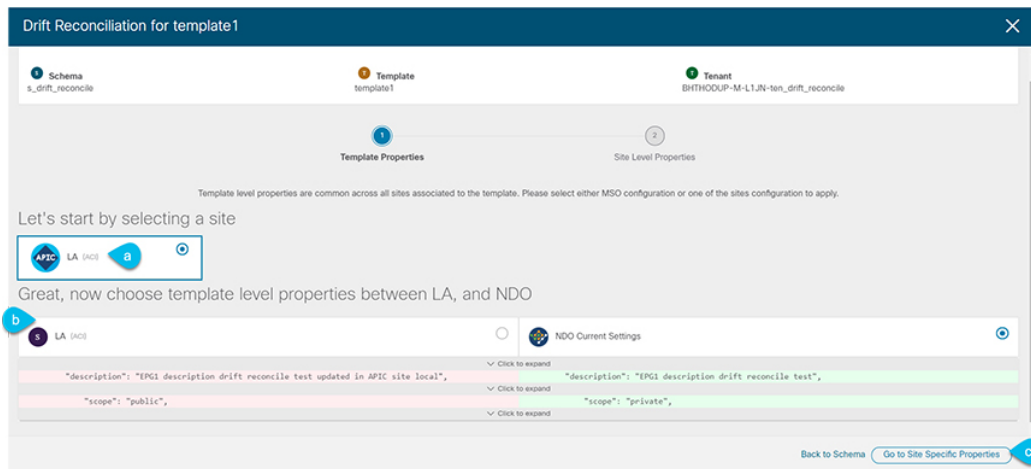 Drift Reconciliation for template1
S Schema
s_drift_reconcile
T Template
template1
T Tenant
BHTHODUP-M-L1JN-ten_drift_reconcile
1
Template Properties
2
Site Level Properties
Template level properties are common across all sites associated to the template. Please select either MSO configuration or one of the sites configuration to apply.
Let's start by selecting a site
APIC LA (ACI) a
Great, now choose template level properties between LA, and NDO
b
S LA (ACI)
NDO Current Settings
Click to expand
"description": "EPG1 description drift reconcile test updated in APIC site local",
"description": "EPG1 description drift reconcile test",
Click to expand
"scope": "public",
"scope": "private",
Click to expand
Back to Schema Go to Site Specific Properties